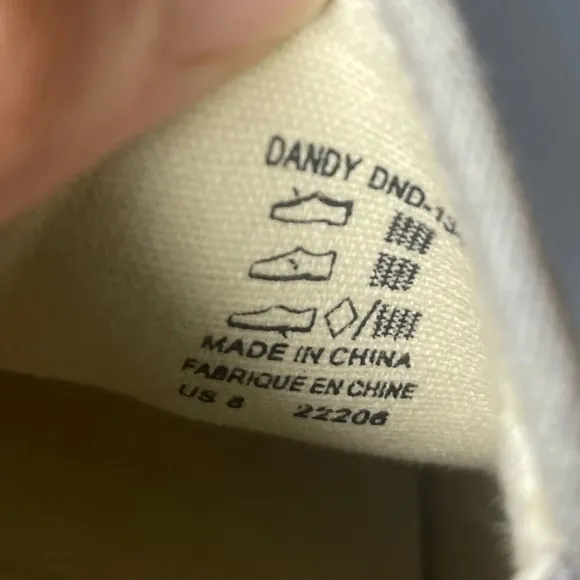 DANDY DND-13
MADE IN CHINA
FABRIQUE EN CHINE
US 8 22206